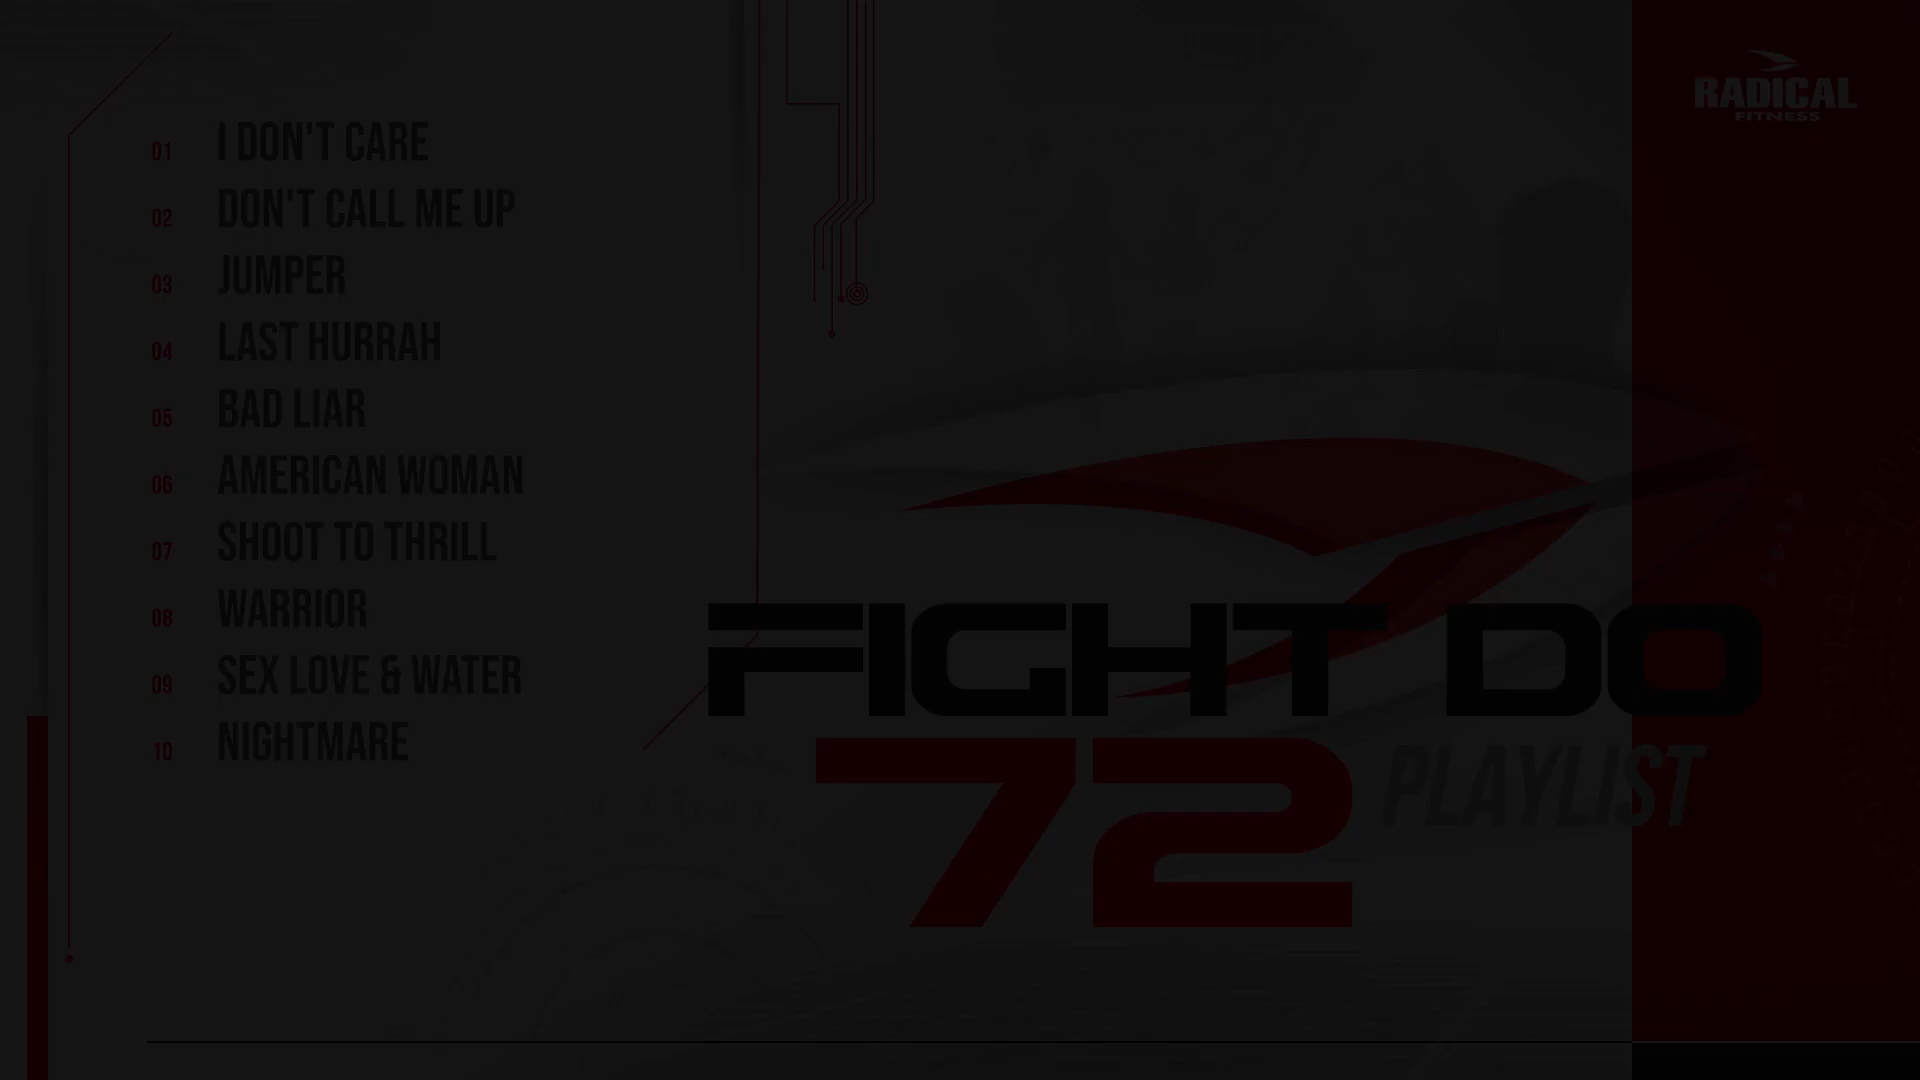 01 I DON'T CARE
02 DON'T CALL ME UP
03 JUMPER
04 LAST HURRAH
05 BAD LIAR
06 AMERICAN WOMAN
07 SHOOT TO THRILL
08 WARRIOR
09 SEX LOVE & WATER
10 NIGHTMARE
RADICAL
FITNESS
FIGHT DO
72 PLAYLIST